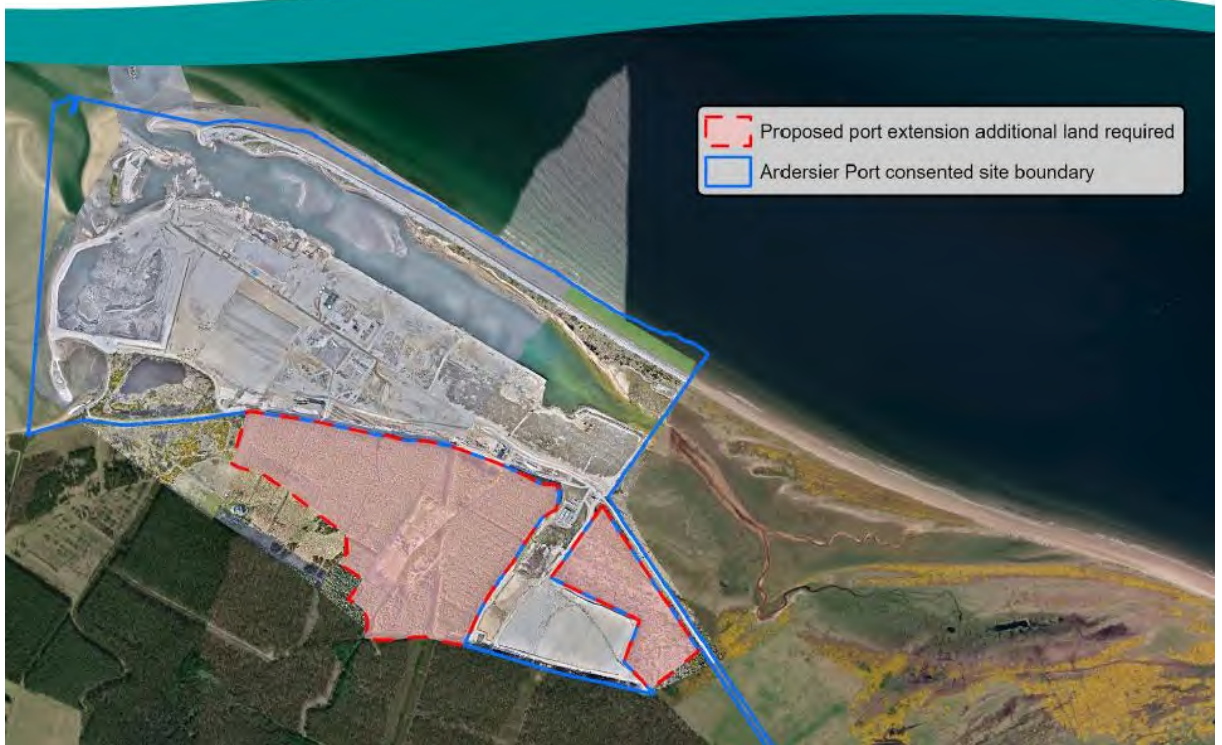 Proposed port extension additional land required
Ardersier Port consented site boundary